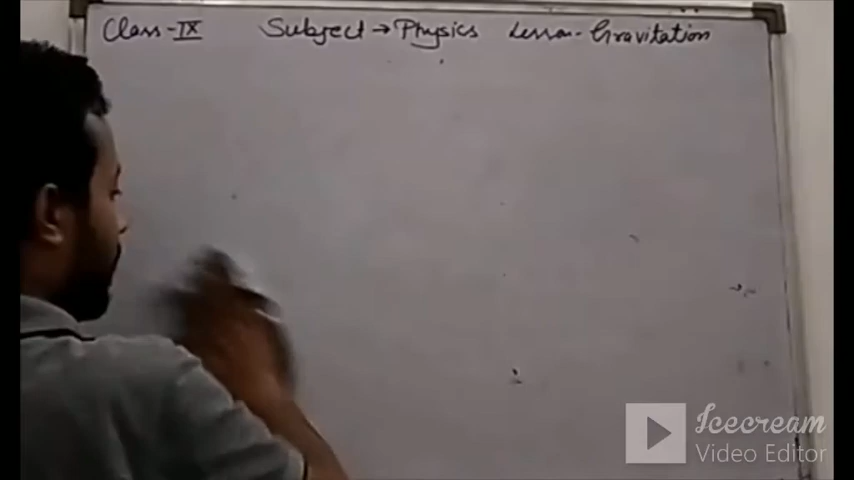 Class-IX Subject → Physics Lesson- Gravitation
Icecream
Video Editor